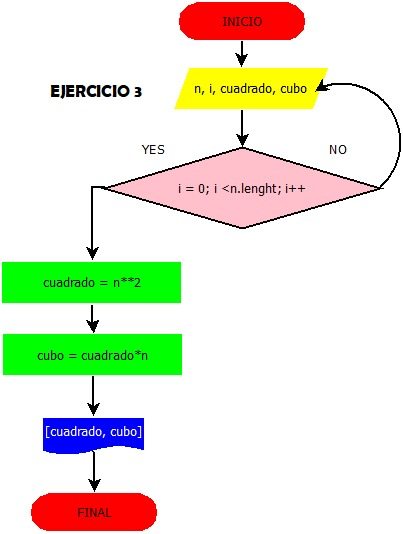 INICIO
EJERCICIO 3
n, i, cuadrado, cubo
YES
NO
i = 0; i <n.lenght; i++
cuadrado = n**2
cubo = cuadrado*n
[cuadrado, cubo]
FINAL